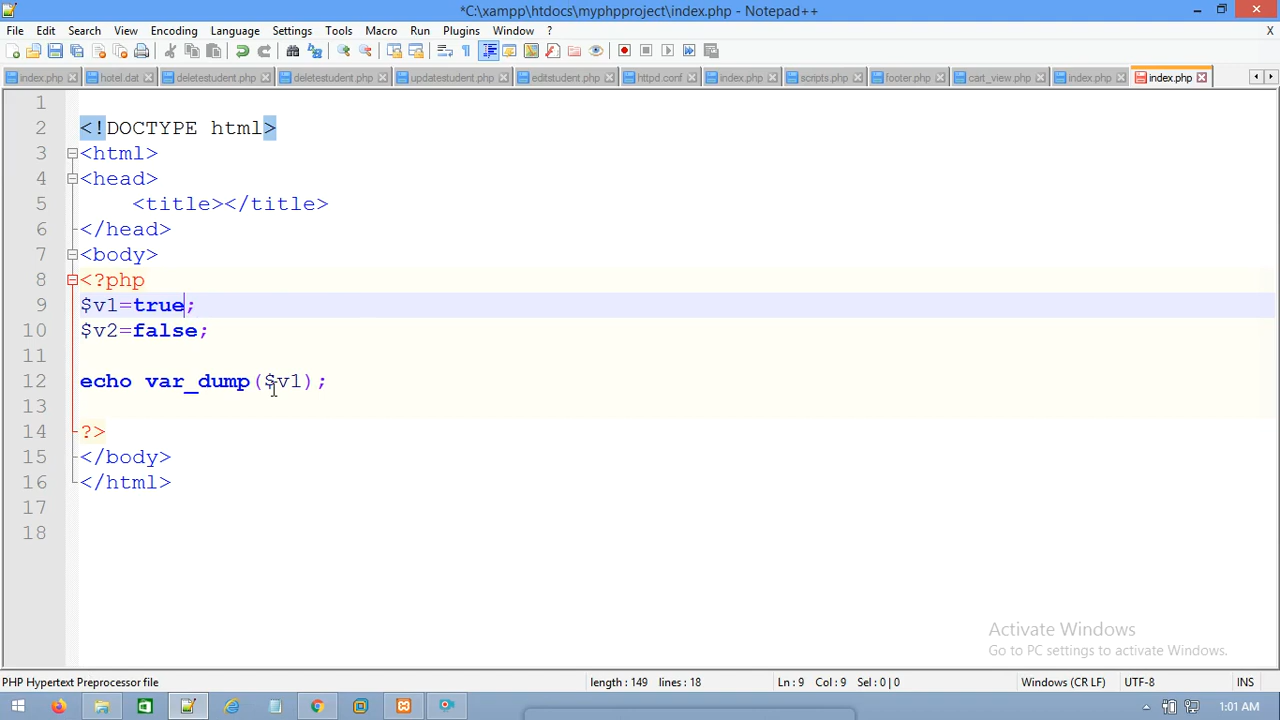 *C:\xampp\htdocs\myphpproject\index.php - Notepad++
File Edit Search View Encoding Language Settings Tools Macro Run Plugins Window ? X
index.php hotel.dat deletestudent.php deletestudent.php updatestudent.php editstudent.php httpd.conf index.php scripts.php footer.php cart_view.php index.php index.php
1
2 <!DOCTYPE html>
3 <html>
4 <head>
5 <title></title>
6 </head>
7 <body>
8 <?php
9 $v1=true;
10 $v2=false;
11
12 echo var_dump($v1);
13
14 ?>
15 </body>
16 </html>
17
18
Activate Windows
Go to PC settings to activate Windows.
PHP Hypertext Preprocessor file length : 149 lines : 18 Ln : 9 Col : 9 Sel : 0 | 0 Windows (CR LF) UTF-8 INS
1:01 AM